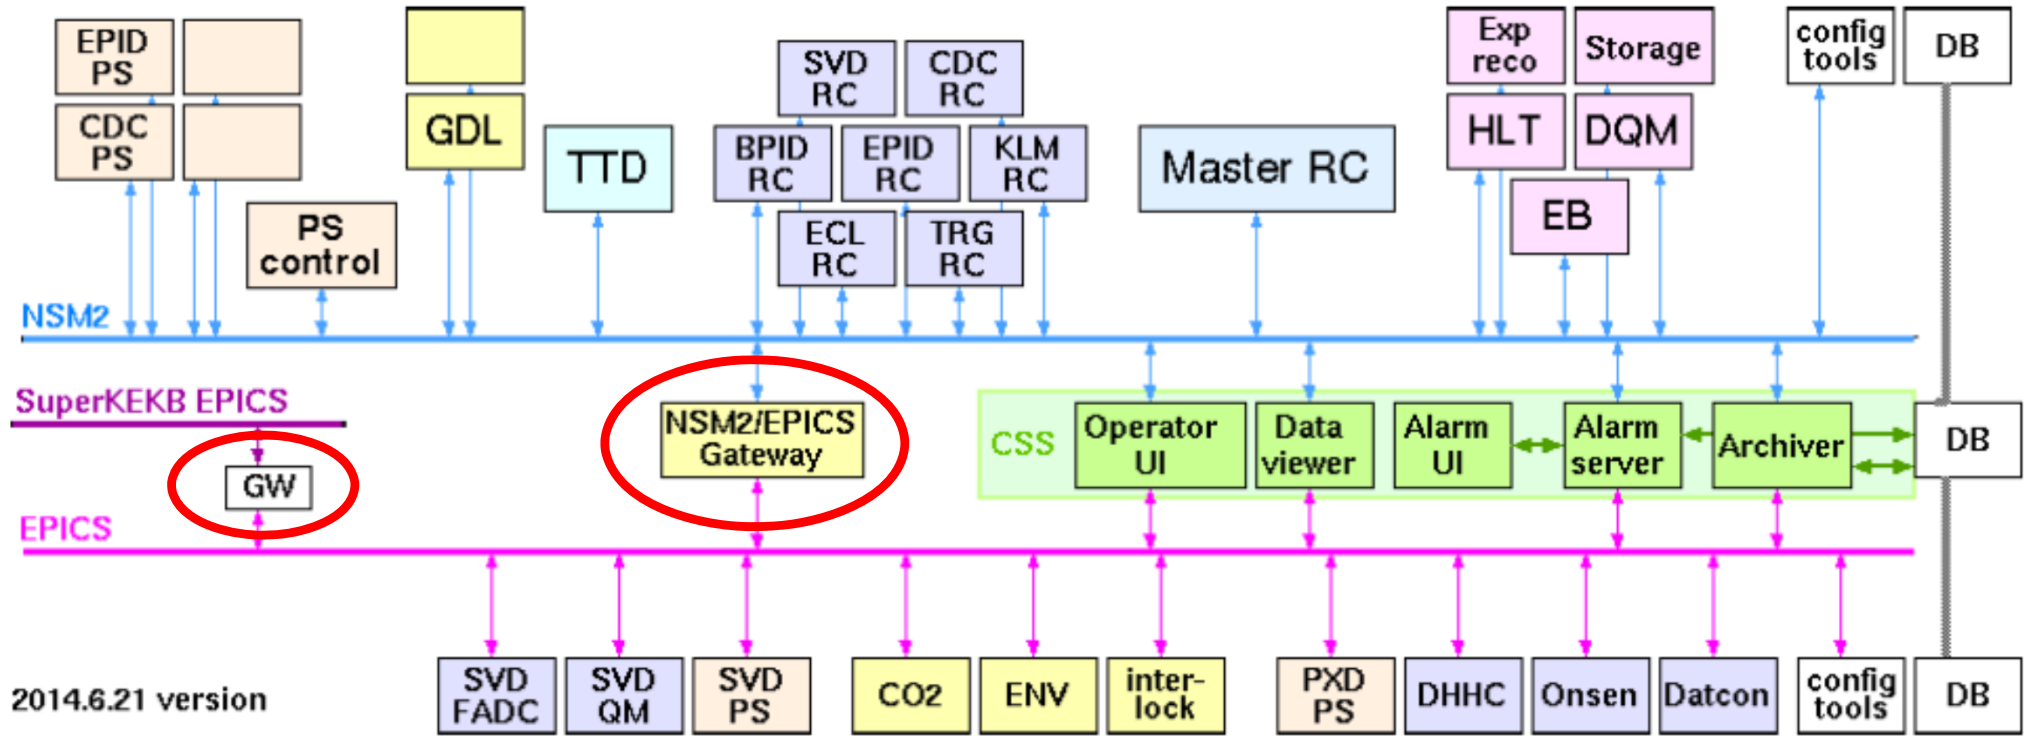 EPID
PS
CDC
PS
PS
control
GDL
TTD
SVD
RC
CDC
RC
BPID
RC
EPID
RC
KLM
RC
ECL
RC
TRG
RC
Master RC
Exp
reco
Storage
HLT
DQM
EB
config
tools
DB
NSM2
SuperKEKB EPICS
GW
NSM2/EPICS
Gateway
CSS
Operator
UI
Data
viewer
Alarm
UI
Alarm
server
Archiver
DB
EPICS
2014.6.21 version
SVD
FADC
SVD
QM
SVD
PS
CO2
ENV
inter-
lock
PXD
PS
DHHC
Onsen
Datcon
config
tools
DB